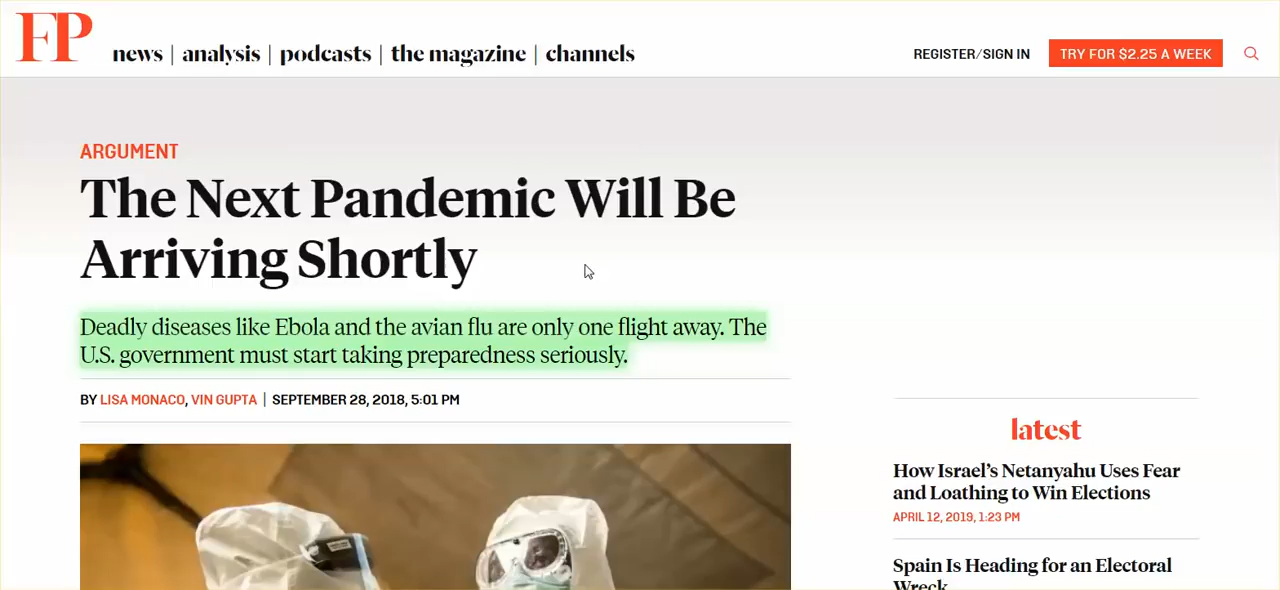 FP
news | analysis | podcasts | the magazine | channels
REGISTER/SIGN IN
TRY FOR $2.25 A WEEK
ARGUMENT
The Next Pandemic Will Be
Arriving Shortly
Deadly diseases like Ebola and the avian flu are only one flight away. The
U.S. government must start taking preparedness seriously.
BY LISA MONACO, VIN GUPTA | SEPTEMBER 28, 2018, 5:01 PM
latest
How Israel's Netanyahu Uses Fear
and Loathing to Win Elections
APRIL 12, 2019, 1:23 PM
Spain Is Heading for an Electoral
Wreck